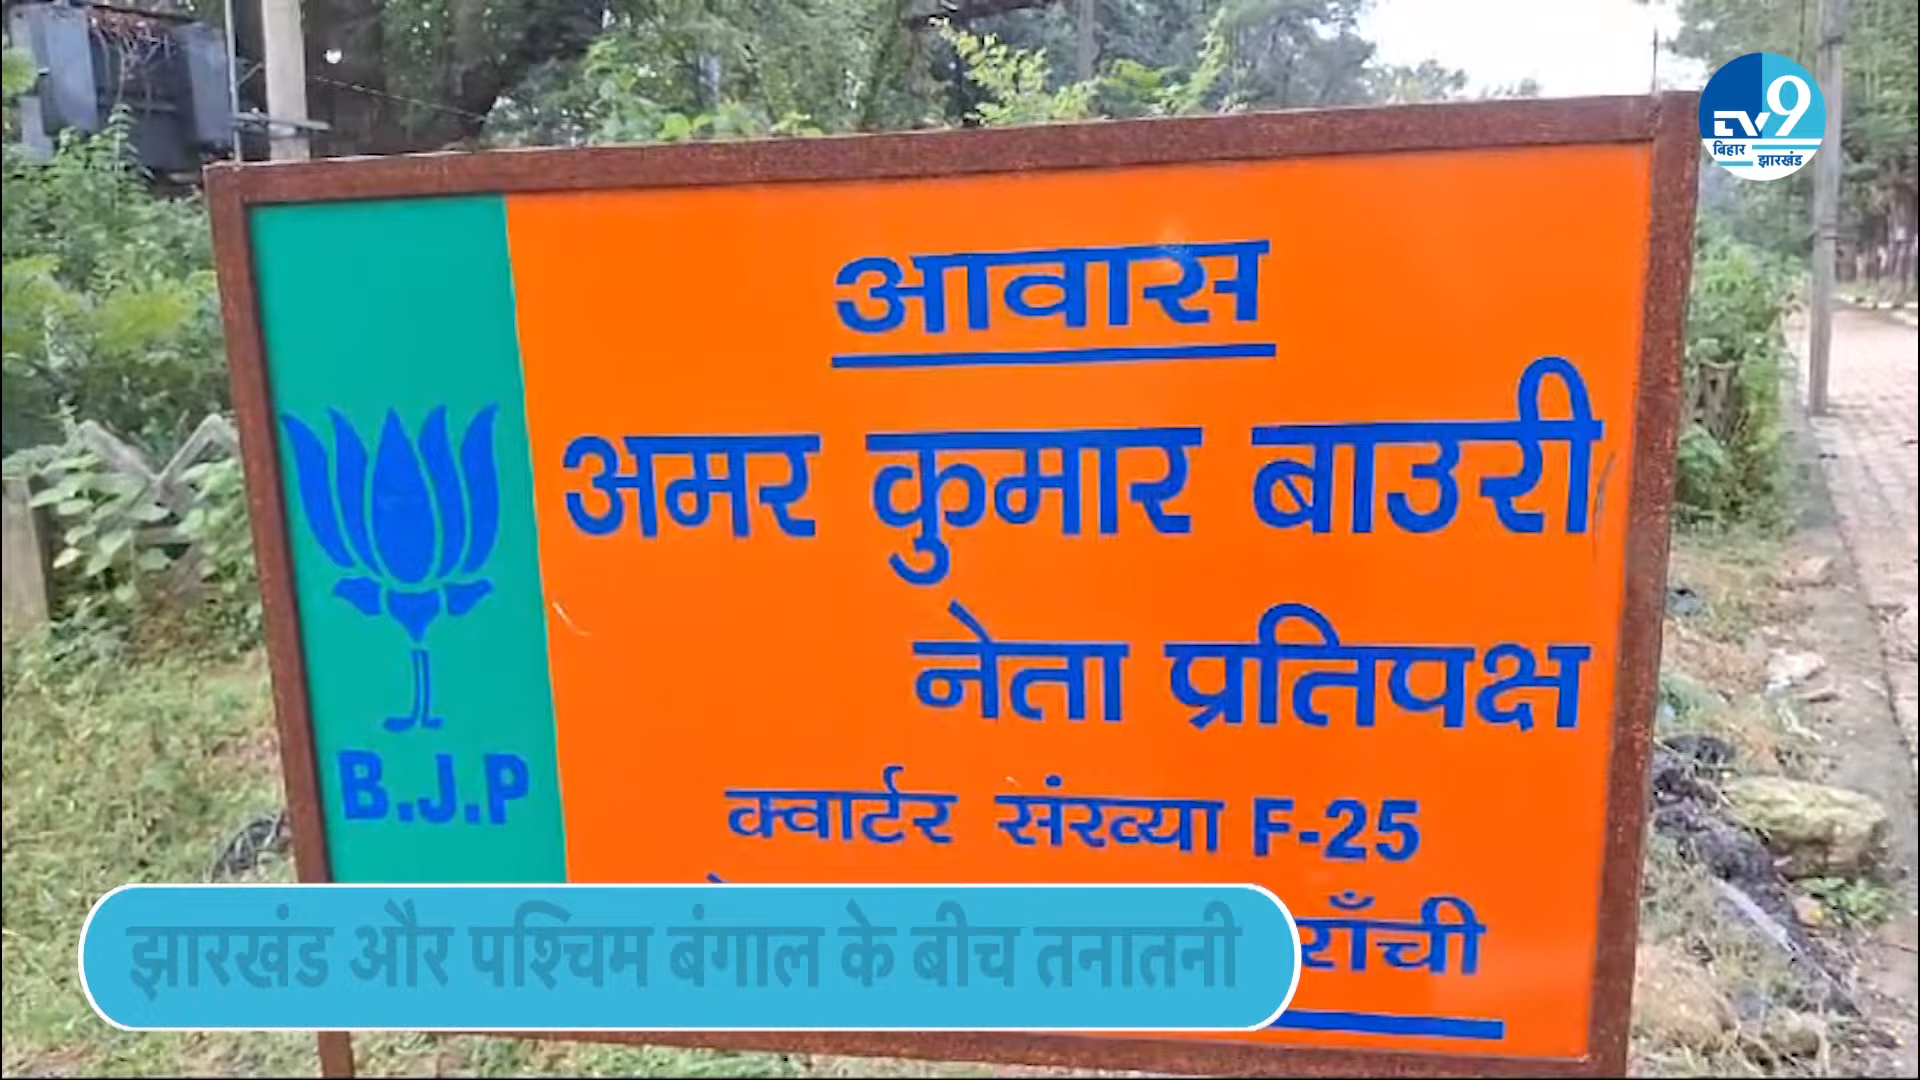 TV9
बिहार
झारखंड
आवास
अमर कुमार बाउरी
नेता प्रतिपक्ष
B.J.P
क्वार्टर संख्या F-25
राँची
झारखंड और पश्चिम बंगाल के बीच तनातनी